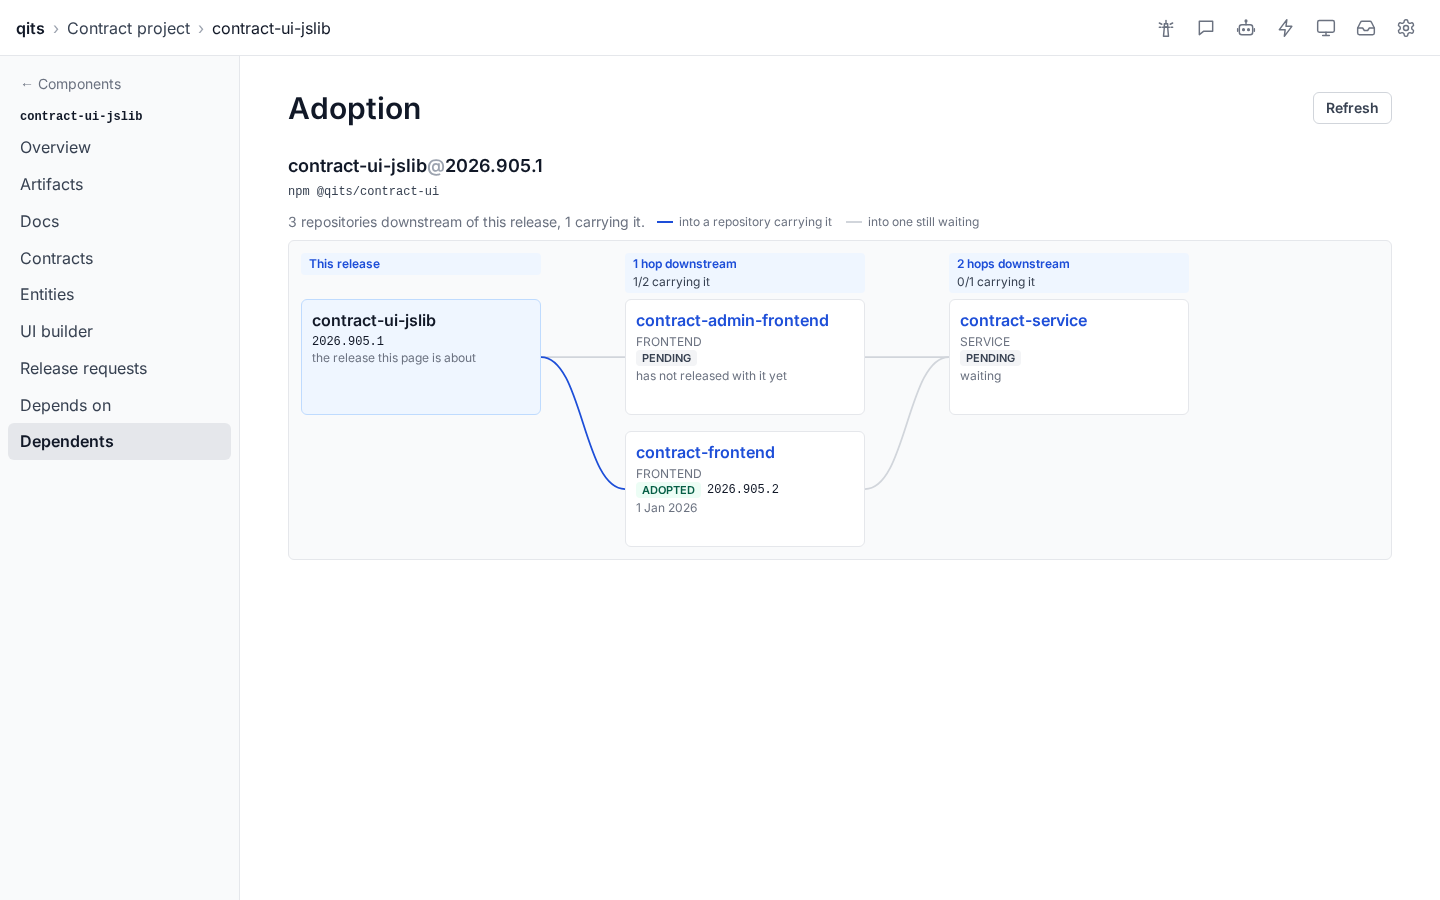 qits › Contract project › contract-ui-jslib
← Components
contract-ui-jslib
Overview
Artifacts
Docs
Contracts
Entities
UI builder
Release requests
Depends on
Dependents
Adoption
Refresh
contract-ui-jslib@2026.905.1
npm @qits/contract-ui
3 repositories downstream of this release, 1 carrying it.
into a repository carrying it
into one still waiting
This release
contract-ui-jslib
2026.905.1
the release this page is about
1 hop downstream
1/2 carrying it
contract-admin-frontend
FRONTEND
PENDING
has not released with it yet
contract-frontend
FRONTEND
ADOPTED 2026.905.2
1 Jan 2026
2 hops downstream
0/1 carrying it
contract-service
SERVICE
PENDING
waiting